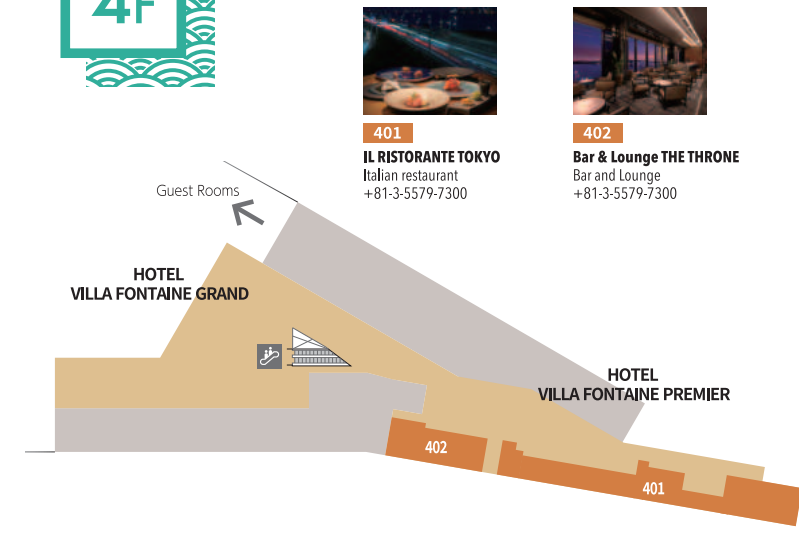 4F
401
IL RISTORANTE TOKYO
Italian restaurant
+81-3-5579-7300
402
Bar & Lounge THE THRONE
Bar and Lounge
+81-3-5579-7300
Guest Rooms
HOTEL
VILLA FONTAINE GRAND
HOTEL
VILLA FONTAINE PREMIER
402
401